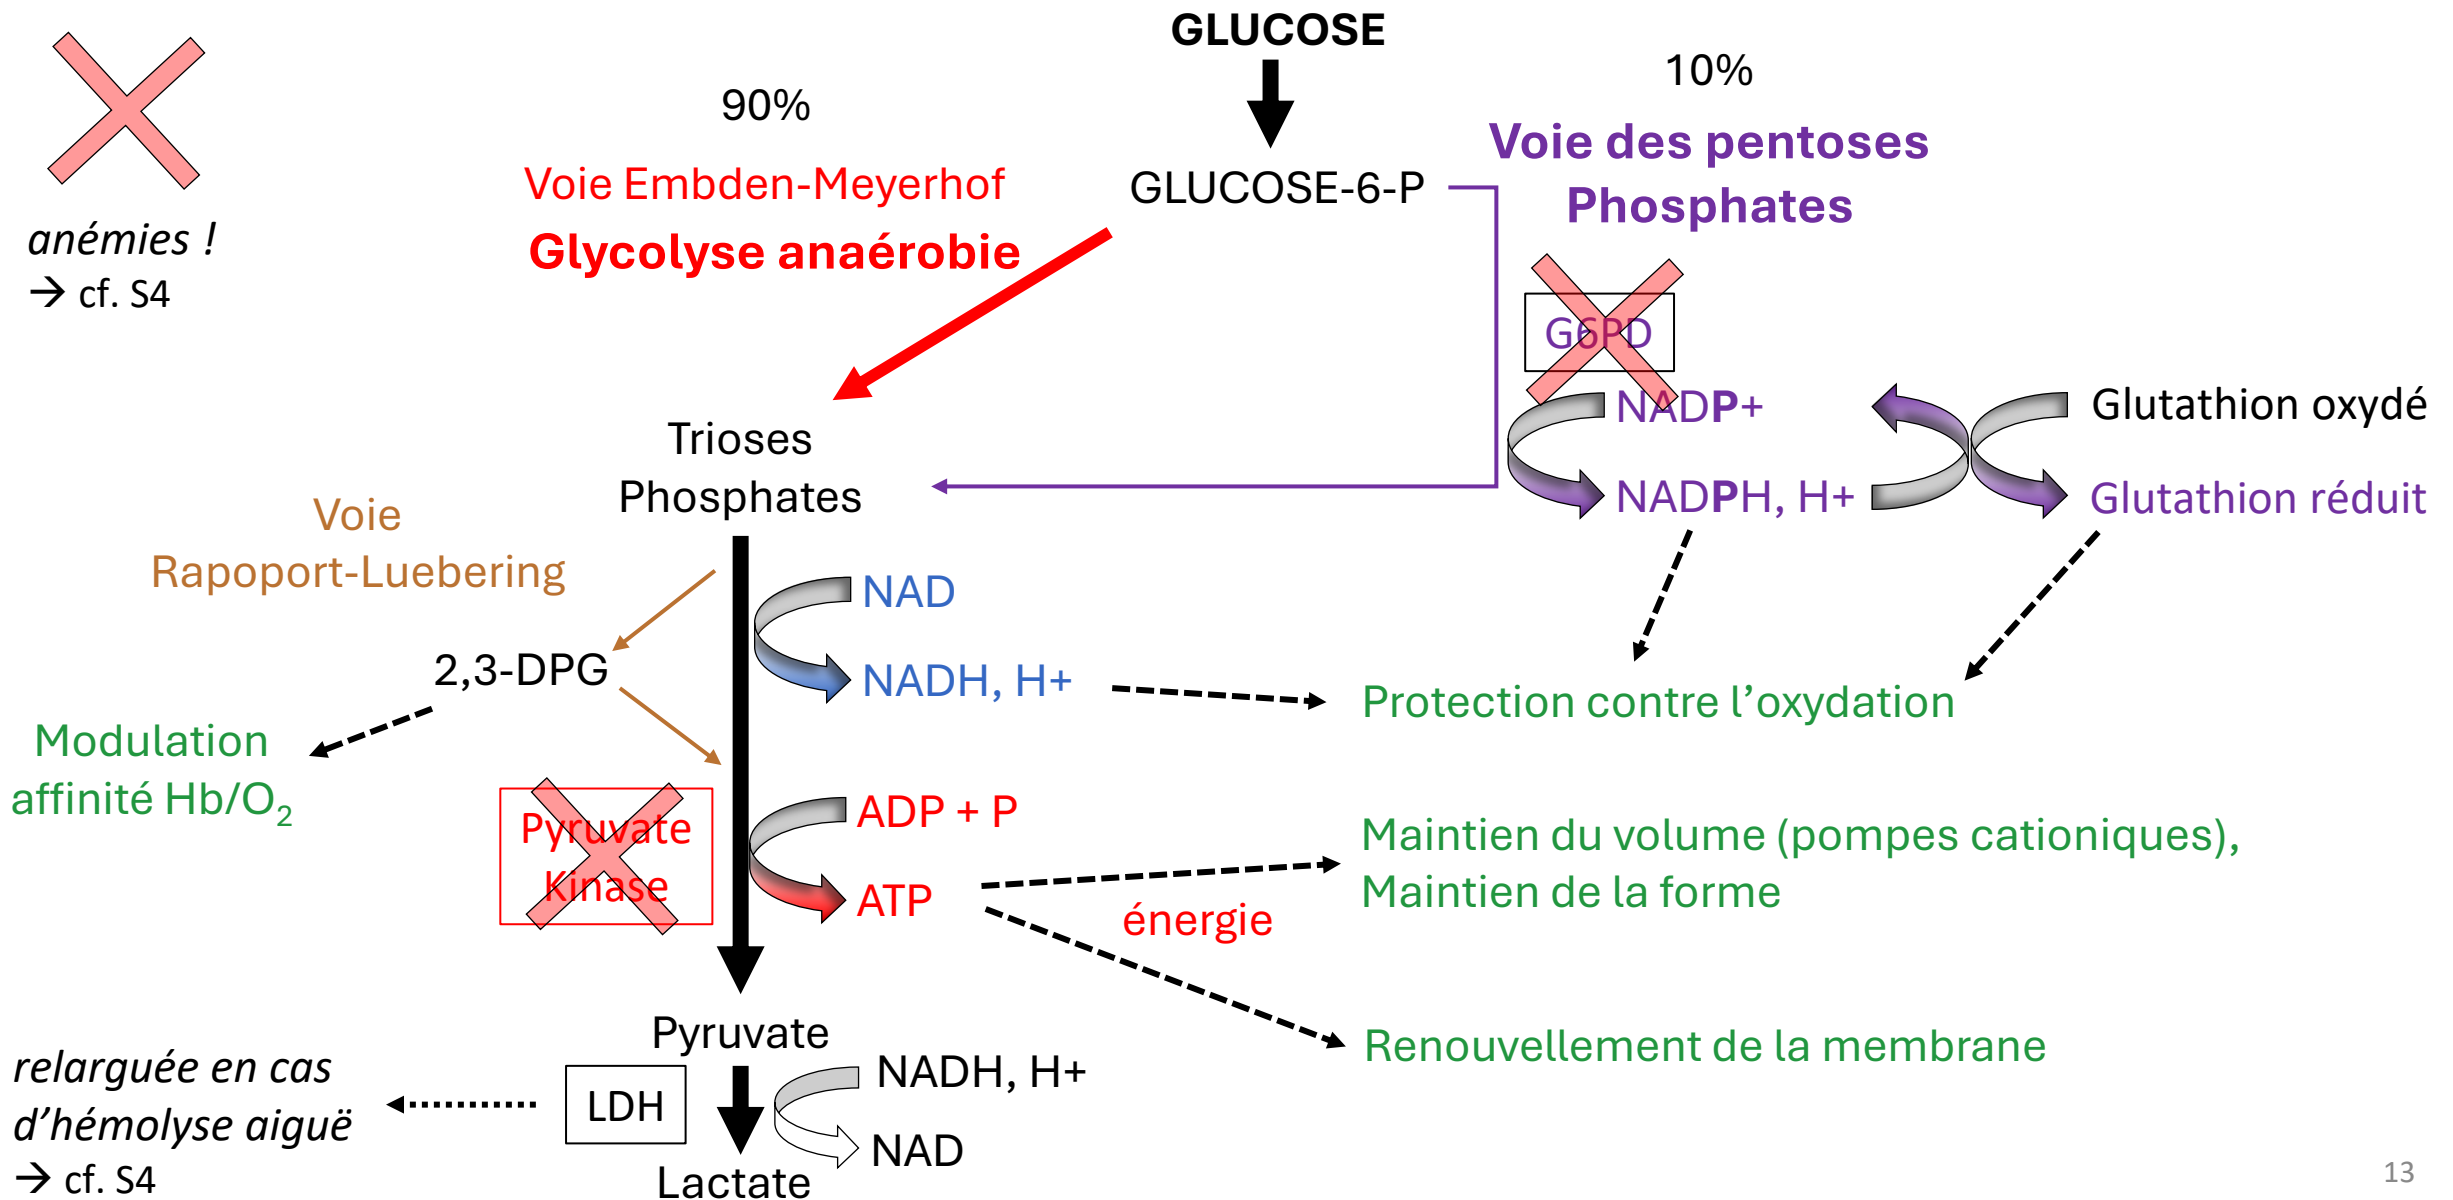 GLUCOSE
90%
10%
Voie Embden-Meyerhof
Glycolyse anaérobie
GLUCOSE-6-P
Voie des pentoses
Phosphates
anémies !
→ cf. S4
G6PD
NADP+
Glutathion oxydé
NADPH, H+
Glutathion réduit
Trioses
Phosphates
Voie
Rapoport-Luebering
NAD
NADH, H+
2,3-DPG
Protection contre l’oxydation
Modulation
affinité Hb/O₂
Pyruvate
Kinase
ADP + P
ATP
énergie
Maintien du volume (pompes cationiques),
Maintien de la forme
Renouvellement de la membrane
Pyruvate
NADH, H+
LDH
NAD
Lactate
relarguée en cas
d’hémolyse aiguë
→ cf. S4
13